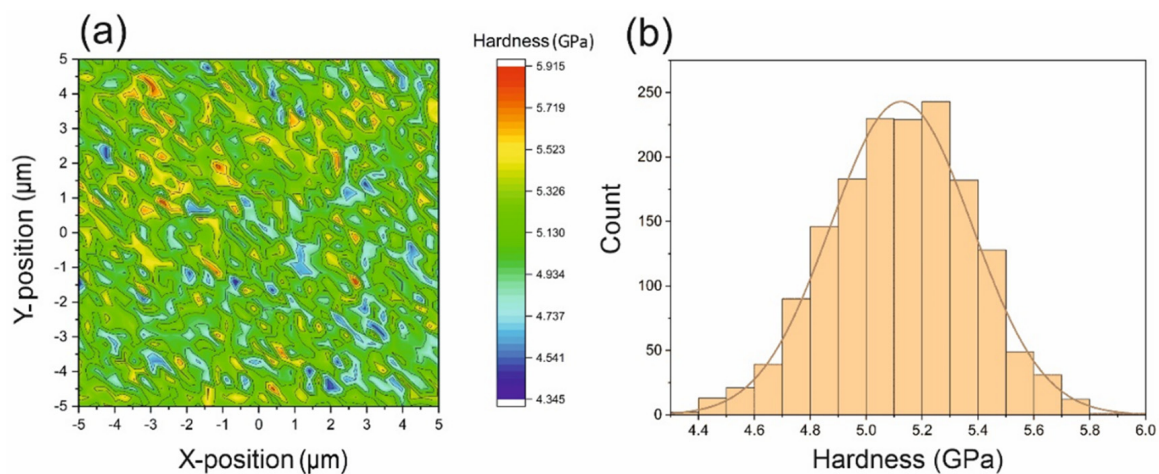 (a)
Hardness (GPa)
(b)
5
4
3
2
1
0
-1
-2
-3
-4
-5
Y-position (µm)
-5 -4 -3 -2 -1 0 1 2 3 4 5
X-position (µm)
5.915
5.719
5.523
5.326
5.130
4.934
4.737
4.541
4.345
250
200
150
100
50
0
Count
4.4 4.6 4.8 5.0 5.2 5.4 5.6 5.8 6.0
Hardness (GPa)